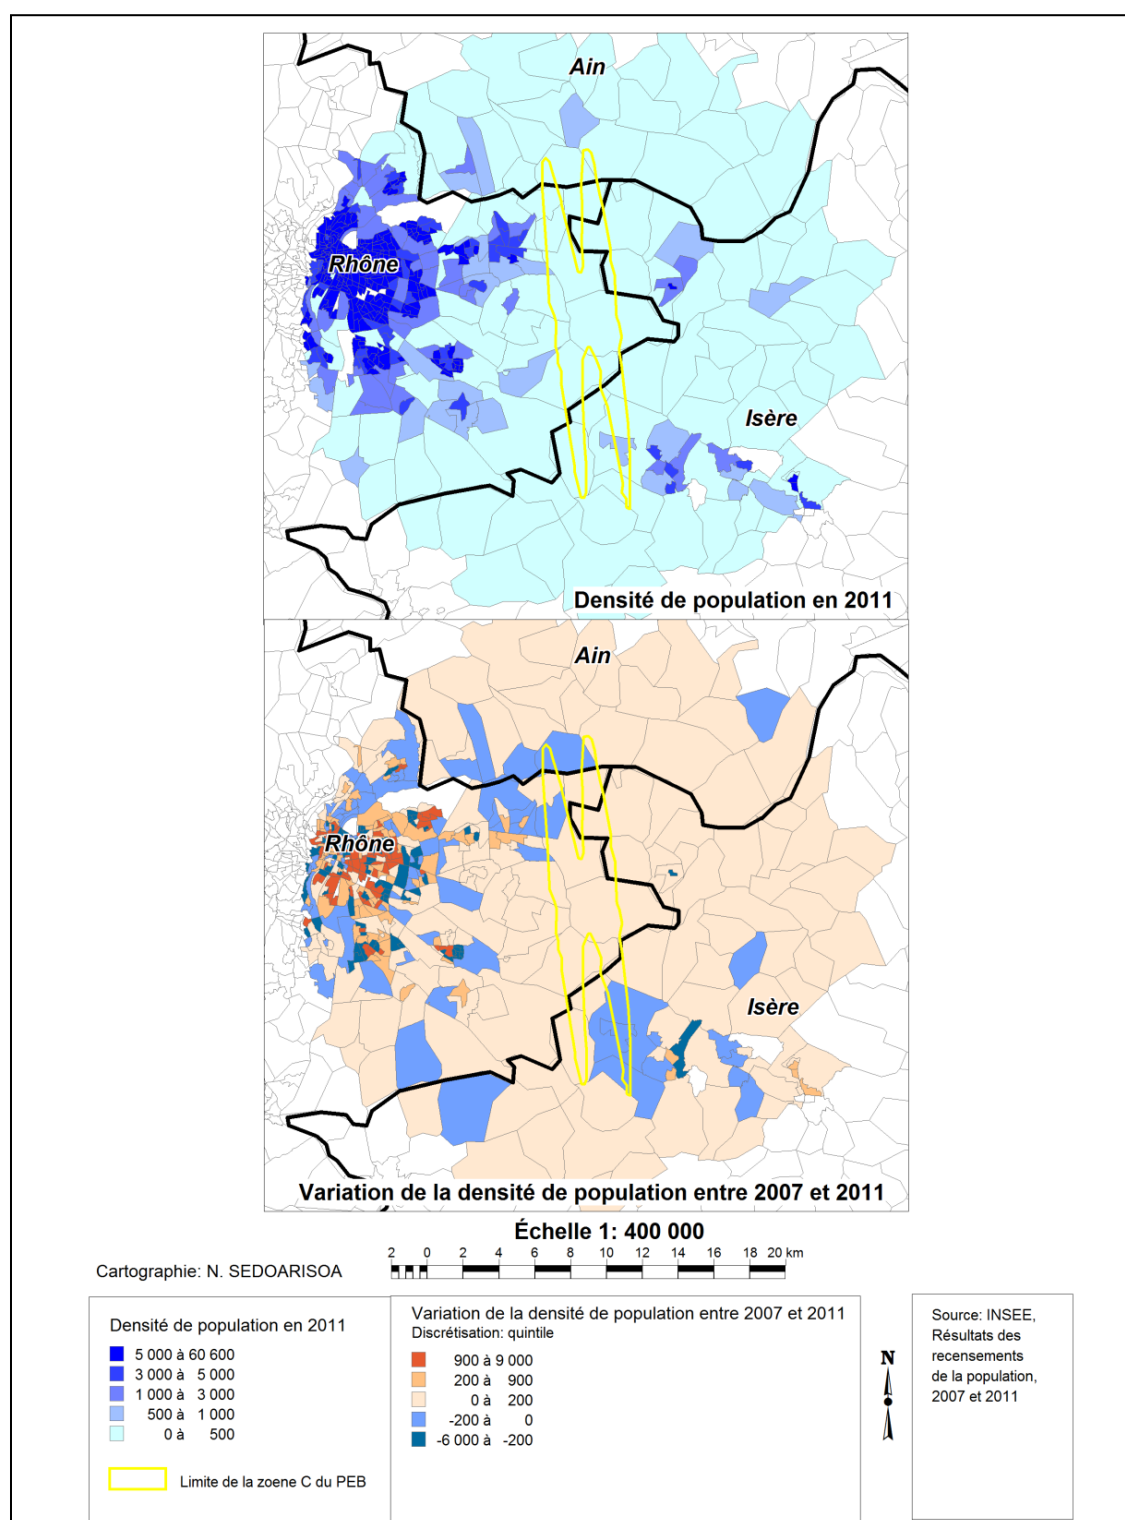 Ain
Rhône
Isère
Densité de population en 2011
Ain
Rhône
Isère
Variation de la densité de population entre 2007 et 2011
Échelle 1: 400 000
2 0 2 4 6 8 10 12 14 16 18 20 km
Cartographie: N. SEDOARISOA
Densité de population en 2011
5 000 à 60 600
3 000 à 5 000
1 000 à 3 000
500 à 1 000
0 à 500
Limite de la zoene C du PEB
Variation de la densité de population entre 2007 et 2011
Discrétisation: quintile
900 à 9 000
200 à 900
0 à 200
-200 à 0
-6 000 à -200
N
Source: INSEE,
Résultats des
recensements
de la population,
2007 et 2011